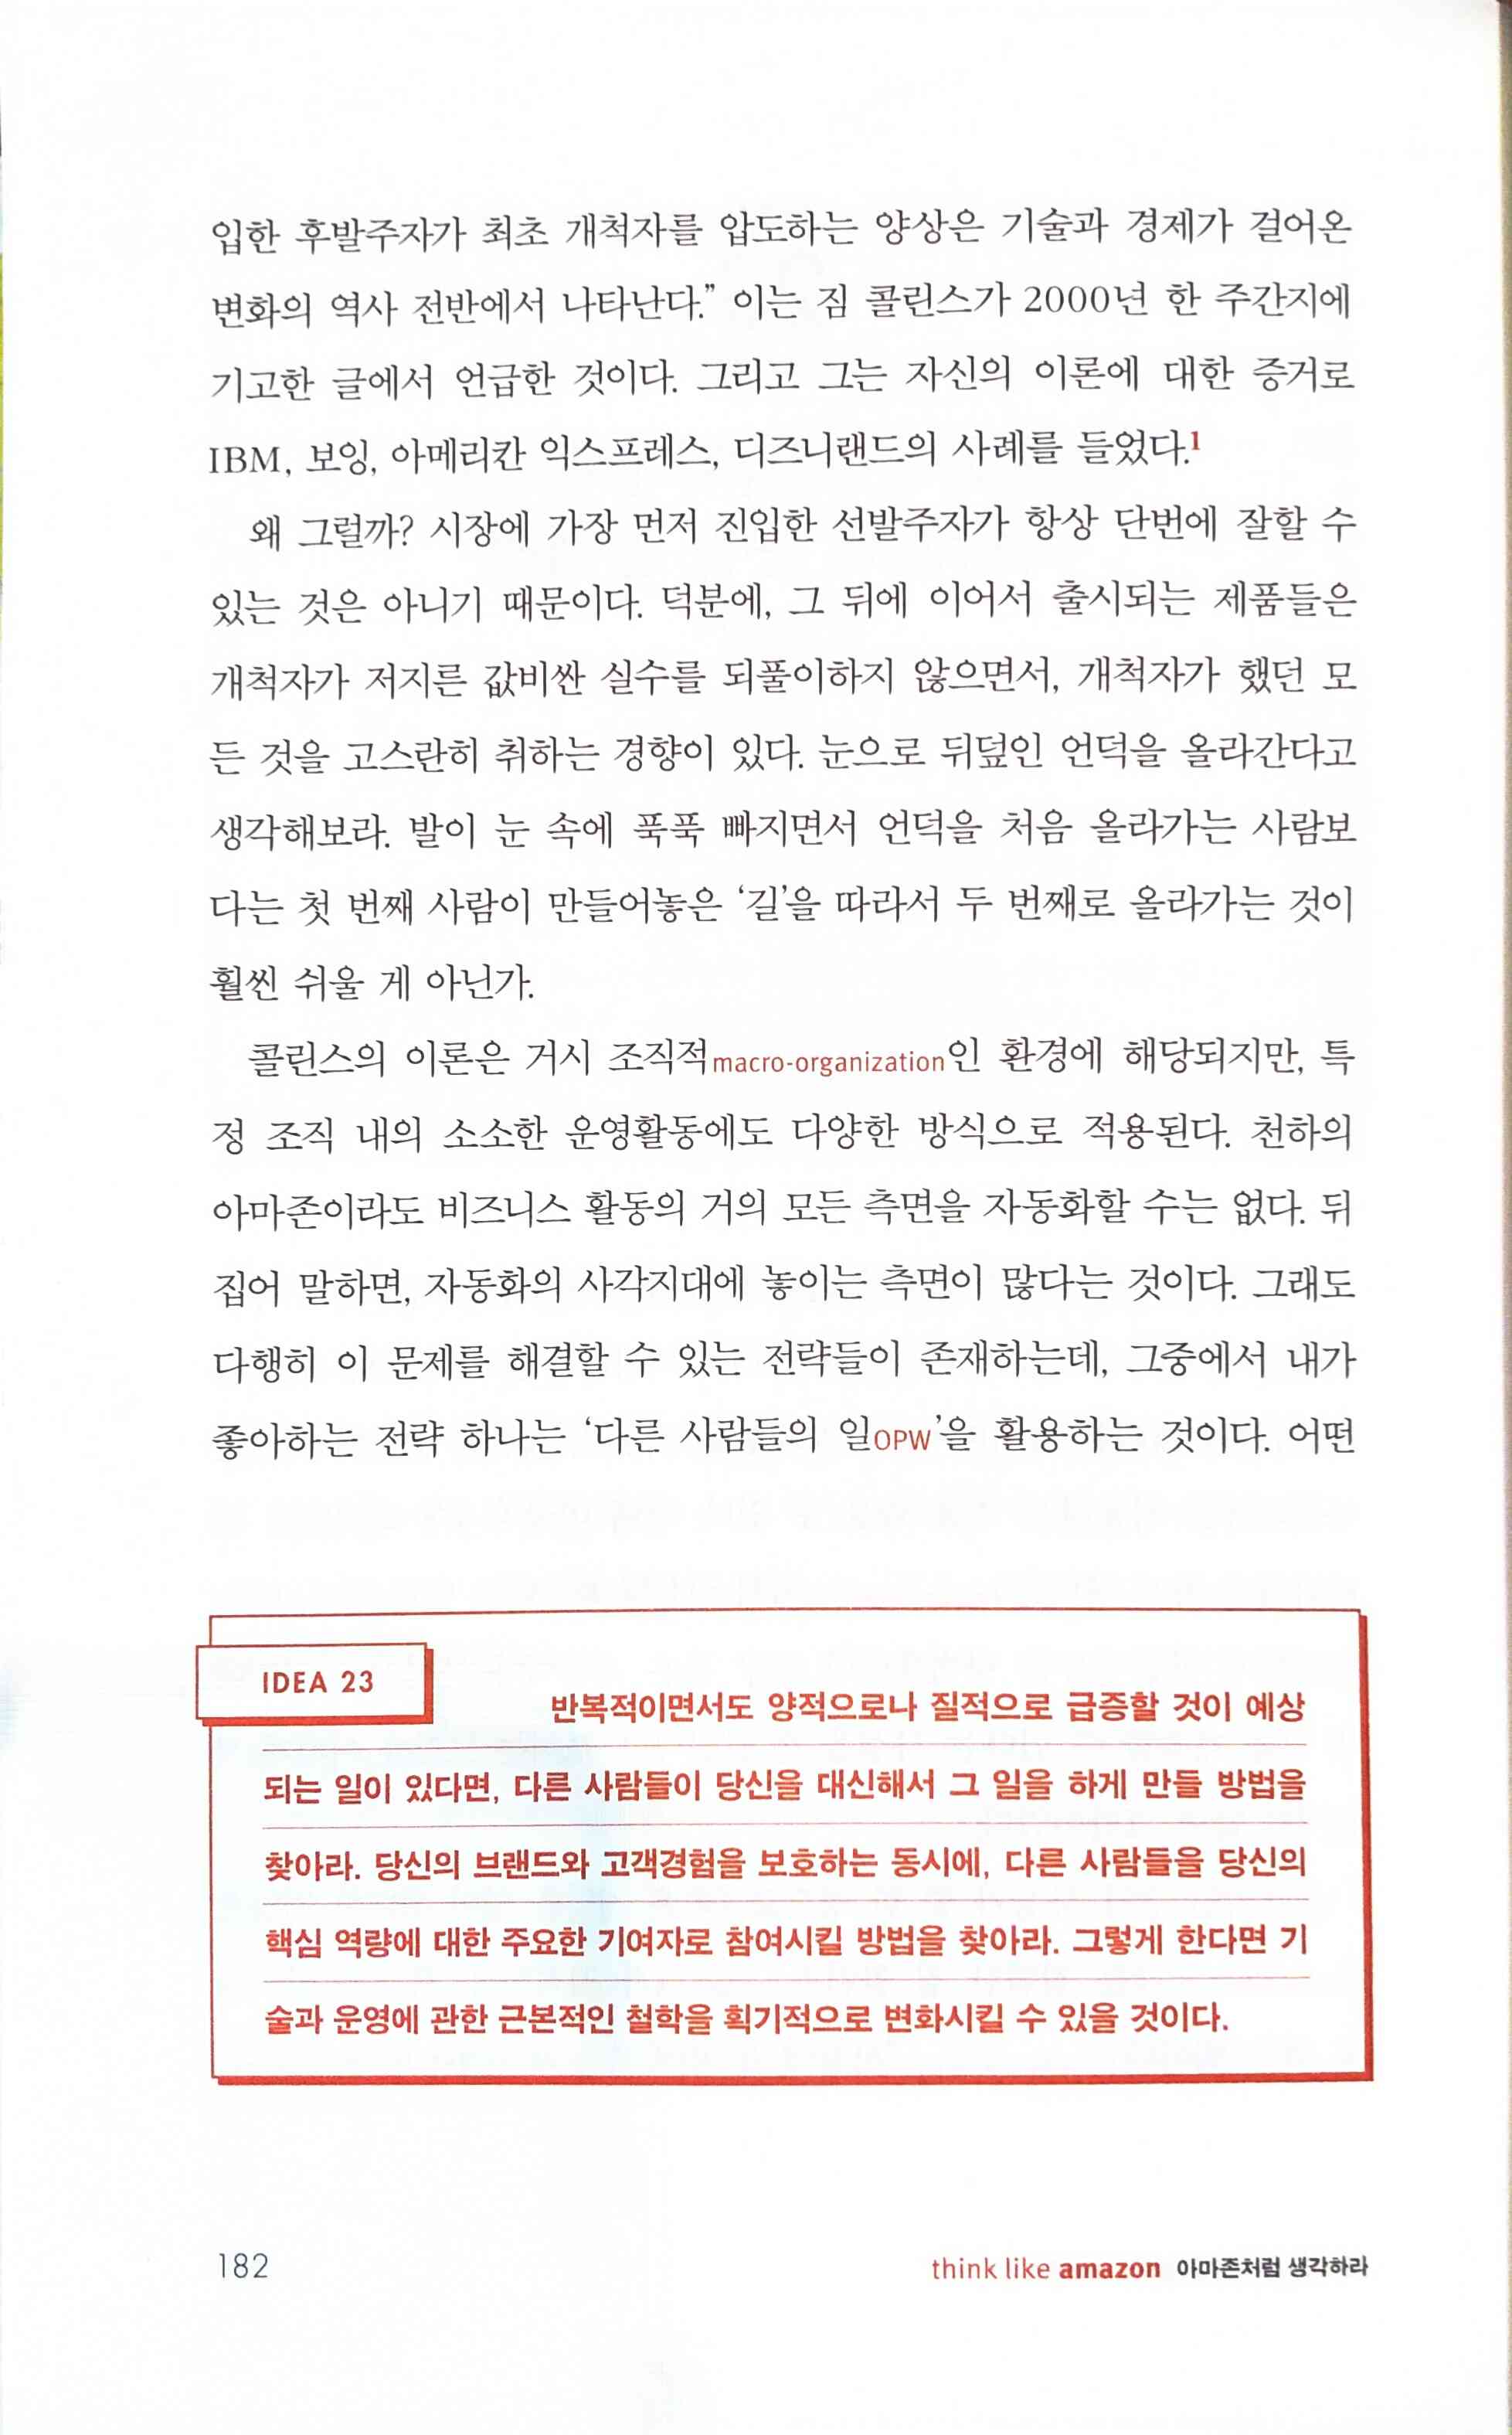 입한 후발주자가 최초 개척자를 압도하는 양상은 기술과 경제가 걸어온
변화의 역사 전반에서 나타난다.” 이는 짐 콜린스가 2000년 한 주간지에
기고한 글에서 언급한 것이다. 그리고 그는 자신의 이론에 대한 증거로
IBM, 보잉, 아메리칸 익스프레스, 디즈니랜드의 사례를 들었다.1
왜 그럴까? 시장에 가장 먼저 진입한 선발주자가 항상 단번에 잘할 수
있는 것은 아니기 때문이다. 덕분에, 그 뒤에 이어서 출시되는 제품들은
개척자가 저지른 값비싼 실수를 되풀이하지 않으면서, 개척자가 했던 모
든 것을 고스란히 취하는 경향이 있다. 눈으로 뒤덮인 언덕을 올라간다고
생각해보라. 발이 눈 속에 푹푹 빠지면서 언덕을 처음 올라가는 사람보
다는 첫 번째 사람이 만들어놓은 ‘길’을 따라서 두 번째로 올라가는 것이
훨씬 쉬울 게 아닌가.
콜린스의 이론은 거시 조직적macro-organization인 환경에 해당되지만, 특
정 조직 내의 소소한 운영활동에도 다양한 방식으로 적용된다. 천하의
아마존이라도 비즈니스 활동의 거의 모든 측면을 자동화할 수는 없다. 뒤
집어 말하면, 자동화의 사각지대에 놓이는 측면이 많다는 것이다. 그래도
다행히 이 문제를 해결할 수 있는 전략들이 존재하는데, 그중에서 내가
좋아하는 전략 하나는 ‘다른 사람들의 일OPW’을 활용하는 것이다. 어떤
IDEA 23
반복적이면서도 양적으로나 질적으로 급증할 것이 예상
되는 일이 있다면, 다른 사람들이 당신을 대신해서 그 일을 하게 만들 방법을
찾아라. 당신의 브랜드와 고객경험을 보호하는 동시에, 다른 사람들을 당신의
핵심 역량에 대한 주요한 기여자로 참여시킬 방법을 찾아라. 그렇게 한다면 기
술과 운영에 관한 근본적인 철학을 획기적으로 변화시킬 수 있을 것이다.
182
think like amazon 아마존처럼 생각하라